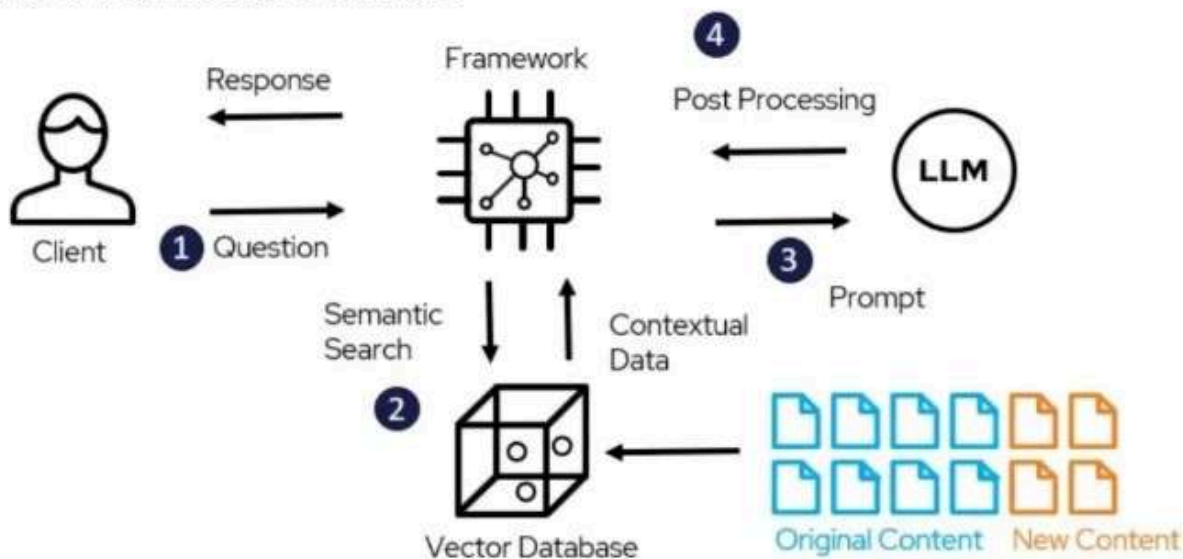 Framework
4
Response
Post Processing
LLM
Client
1 Question
3
Prompt
Semantic
Search
Contextual
Data
2
Vector Database
Original Content
New Content